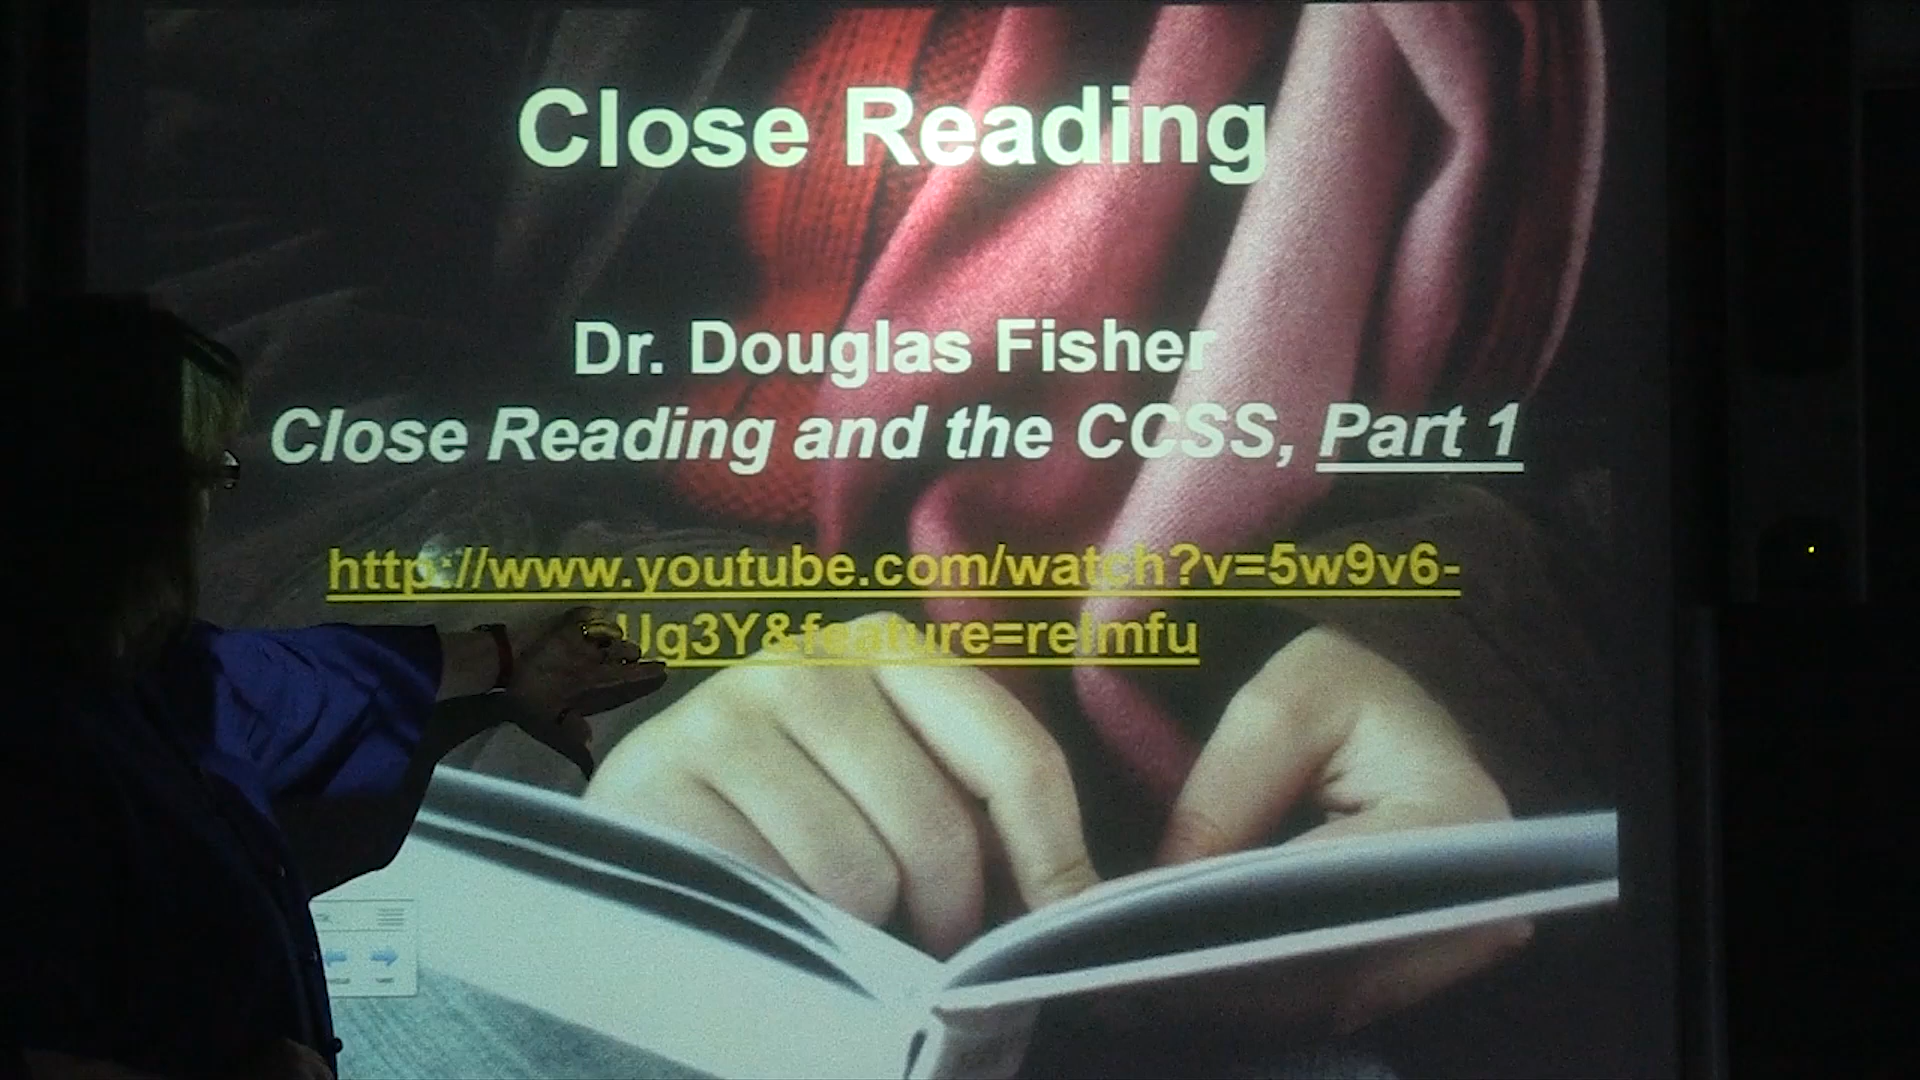 Close Reading
Dr. Douglas Fisher
Close Reading and the CCSS, Part 1
http://www.youtube.com/watch?v=5w9v6-
Ug3Y&feature=relmfu